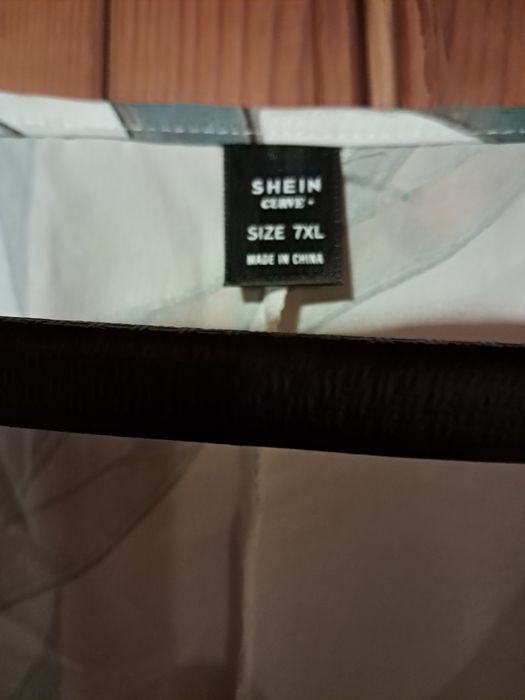 SHEIN
CURVE +
SIZE 7XL
MADE IN CHINA